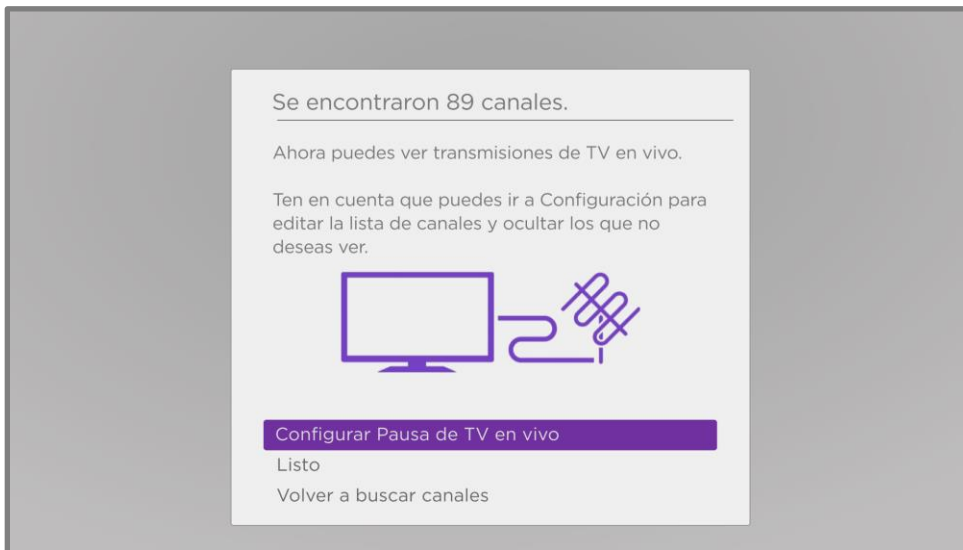 Se encontraron 89 canales.
Ahora puedes ver transmisiones de TV en vivo.
Ten en cuenta que puedes ir a Configuración para
editar la lista de canales y ocultar los que no
deseas ver.
Configurar Pausa de TV en vivo
Listo
Volver a buscar canales